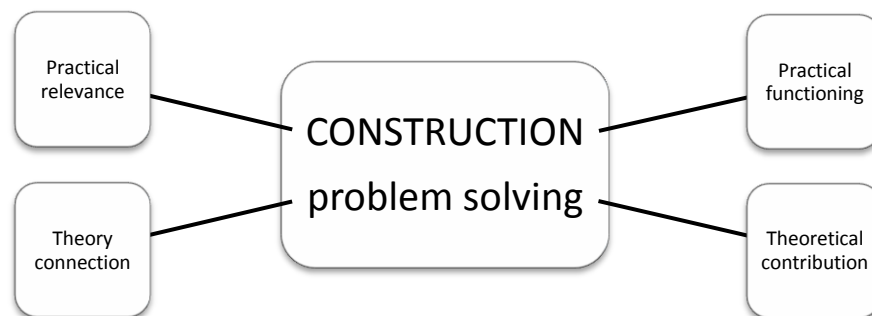 Practical
relevance
Theory
connection
CONSTRUCTION
problem solving
Practical
functioning
Theoretical
contribution